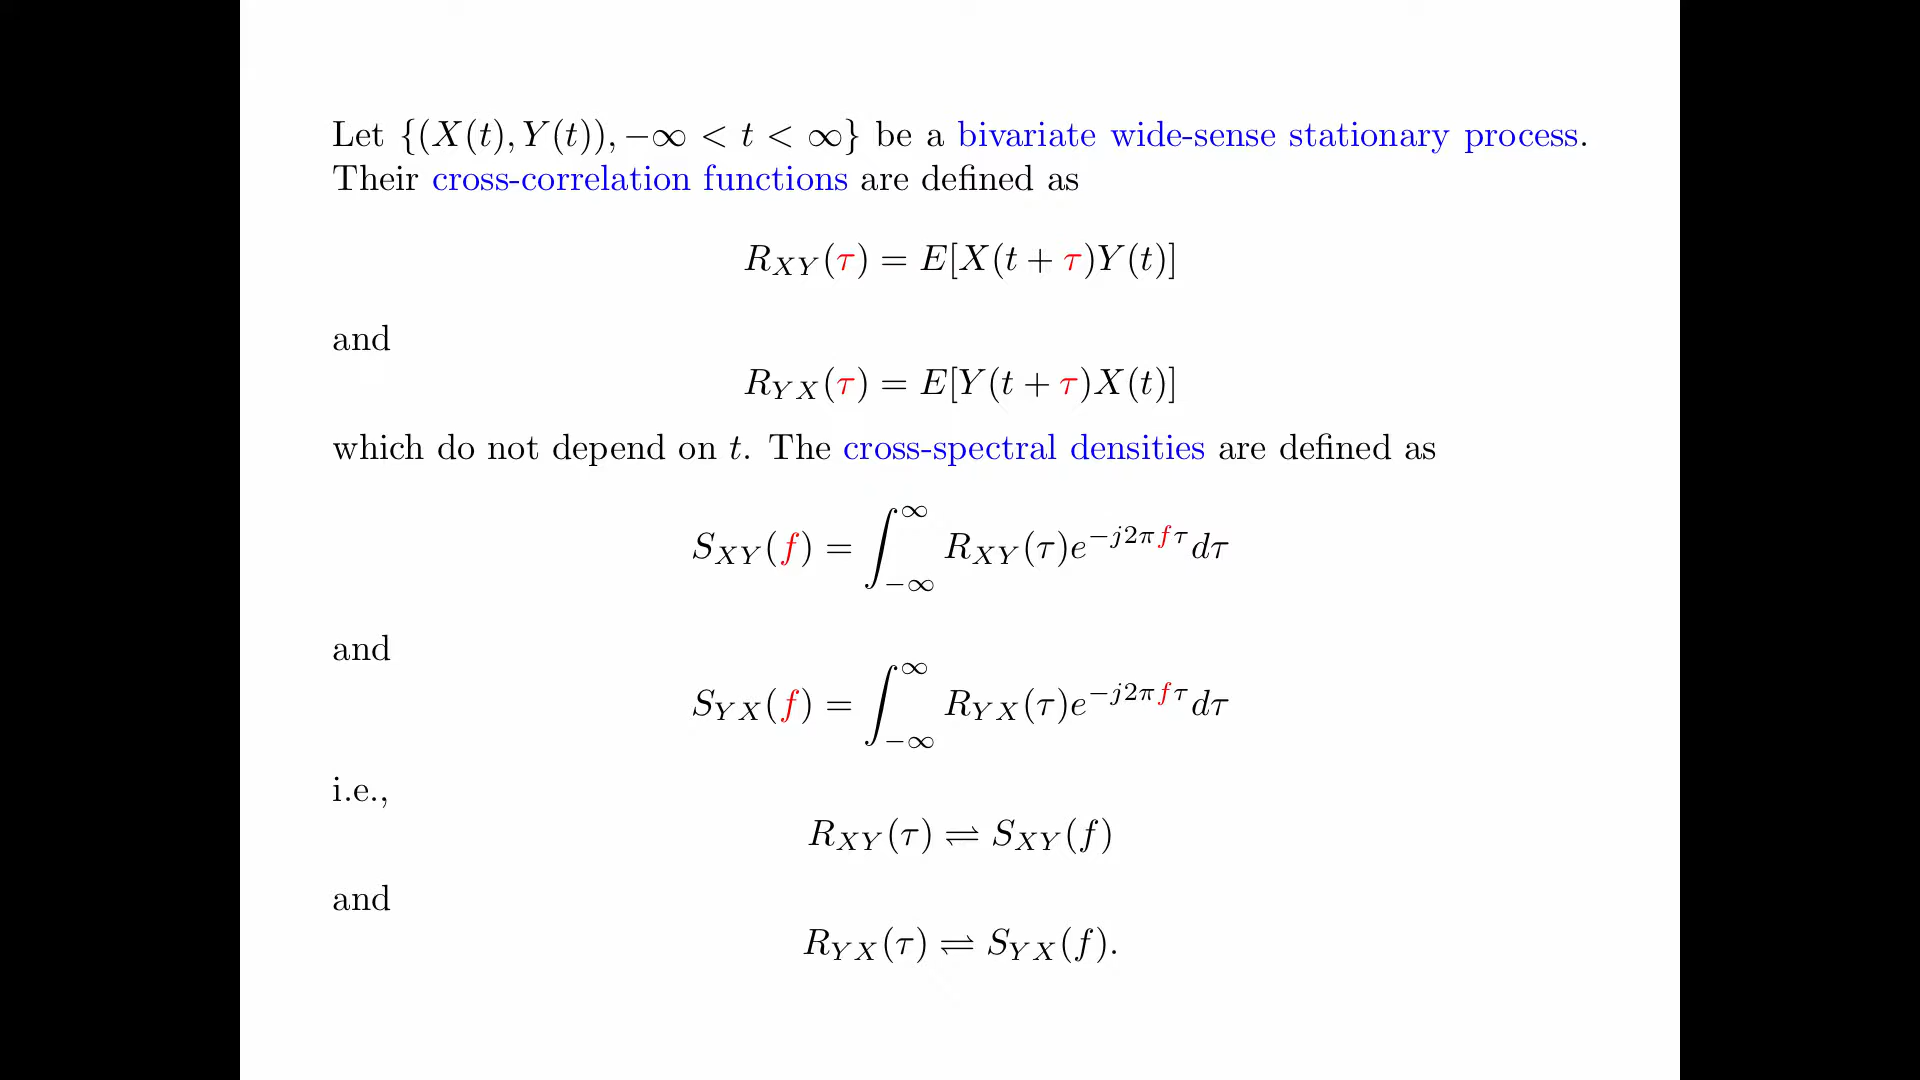 Let {(X(t), Y(t)), −∞ < t < ∞} be a bivariate wide-sense stationary process.
Their cross-correlation functions are defined as
R_{XY}(τ) = E[X(t + τ)Y(t)]
and
R_{YX}(τ) = E[Y(t + τ)X(t)]
which do not depend on t. The cross-spectral densities are defined as
S_{XY}(f) = ∫_{−∞}^{∞} R_{XY}(τ)e^{−j2πfτ}dτ
and
S_{YX}(f) = ∫_{−∞}^{∞} R_{YX}(τ)e^{−j2πfτ}dτ
i.e.,
R_{XY}(τ) ⇌ S_{XY}(f)
and
R_{YX}(τ) ⇌ S_{YX}(f).